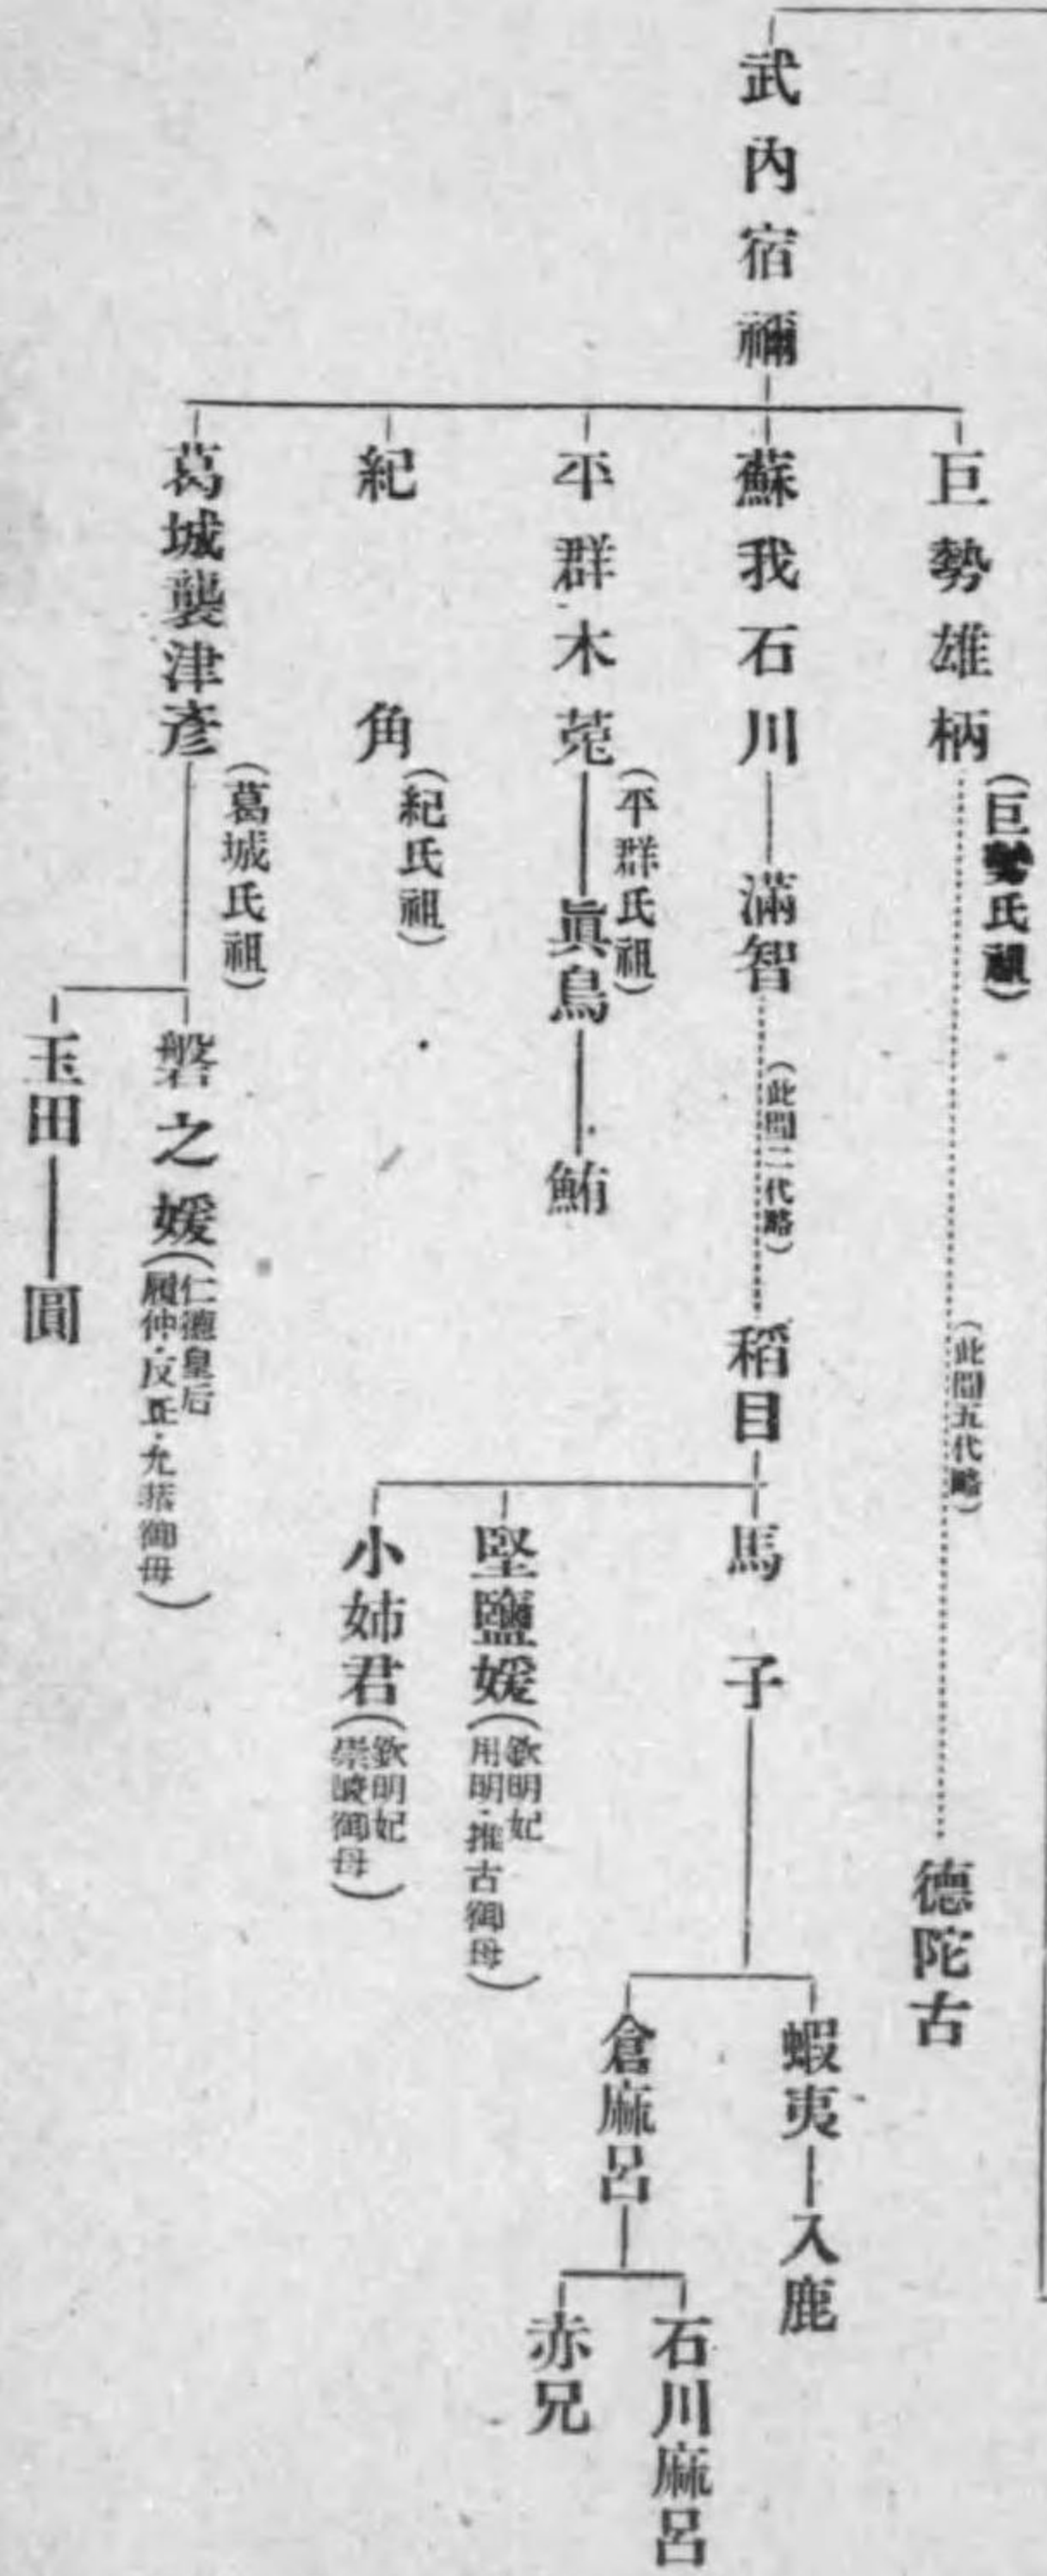 武內宿禰
巨勢雄柄
(巨勢氏祖)
(此間五代略)
德陀古
蘇我石川
滿智
(此間二代略)
稻目
馬子
蝦夷
入鹿
倉麻呂
石川麻呂
赤兄
堅鹽媛
(欽明妃
用明・推古御母)
小姉君
(欽明妃
崇峻御母)
平群木菟
(平群氏祖)
眞鳥
鮪
紀角
(紀氏祖)
葛城襲津彥
(葛城氏祖)
磐之媛
(仁德皇后
履仲・反正・允恭御母)
玉田
圓